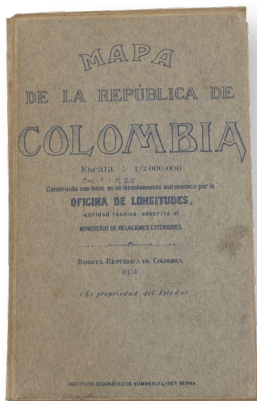 MAPA
DE LA REPÚBLICA DE
COLOMBIA
Escala : 1/2 000 000
Construida con base en un levantamiento astronómico por la
OFICINA DE LONGITUDES,
entidad técnica adscrita al
MINISTERIO DE RELACIONES EXTERIORES
BOGOTÁ-REPÚBLICA DE COLOMBIA
1931
(Es propiedad del Estado)
INSTITUTO GEOGRÁFICO DE KÜMMERLY & FREY, BERNA